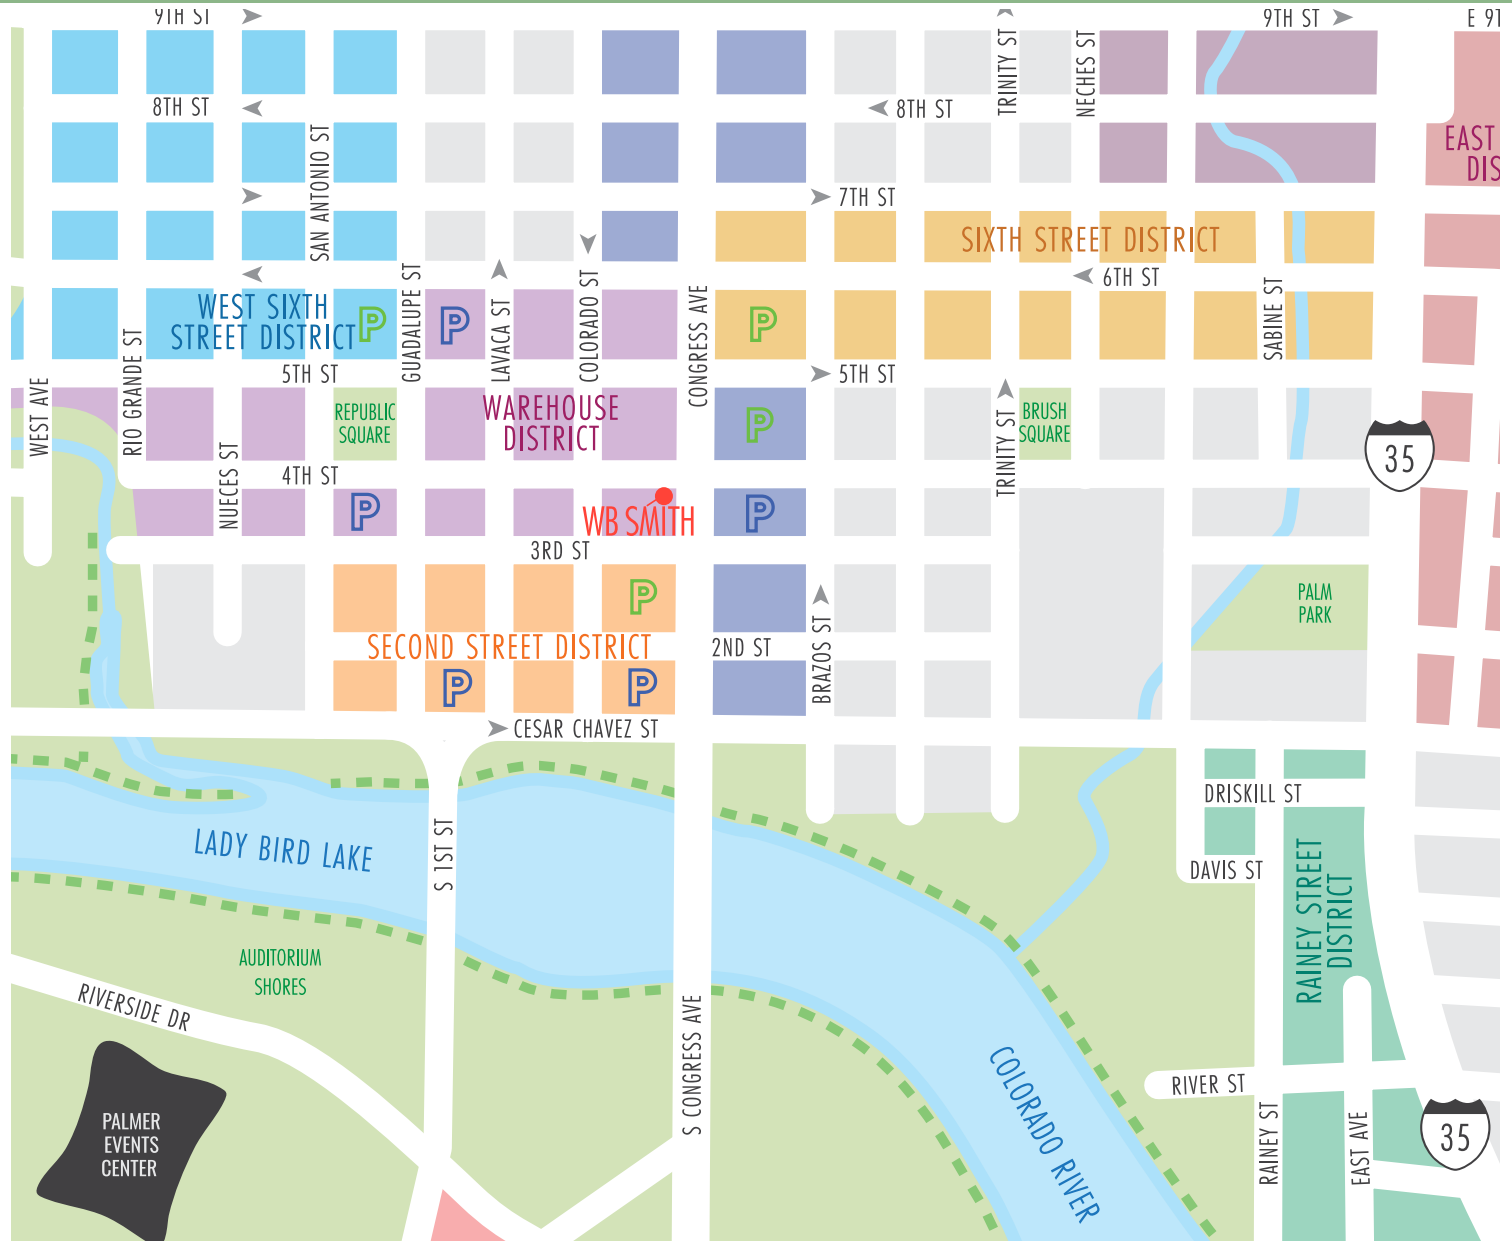 9TH ST
9TH ST
E 9T
TRINITY ST
NECHES ST
8TH ST
8TH ST
SAN ANTONIO ST
EAST
DIS
7TH ST
SIXTH STREET DISTRICT
6TH ST
WEST SIXTH
STREET DISTRICT
P
P
P
GUADALUPE ST
LAVACA ST
COLORADO ST
CONGRESS AVE
SABINE ST
RIO GRANDE ST
WEST AVE
5TH ST
5TH ST
REPUBLIC
SQUARE
WAREHOUSE
DISTRICT
P
TRINITY ST
BRUSH
SQUARE
35
NUECES ST
4TH ST
P
WB SMITH
P
3RD ST
P
PALM
PARK
BRAZOS ST
SECOND STREET DISTRICT
2ND ST
P
P
CESAR CHAVEZ ST
DRISKILL ST
LADY BIRD LAKE
S 1ST ST
DAVIS ST
RAINEY STREET
DISTRICT
AUDITORIUM
SHORES
RIVERSIDE DR
S CONGRESS AVE
COLORADO RIVER
RIVER ST
RAINEY ST
EAST AVE
35
PALMER
EVENTS
CENTER